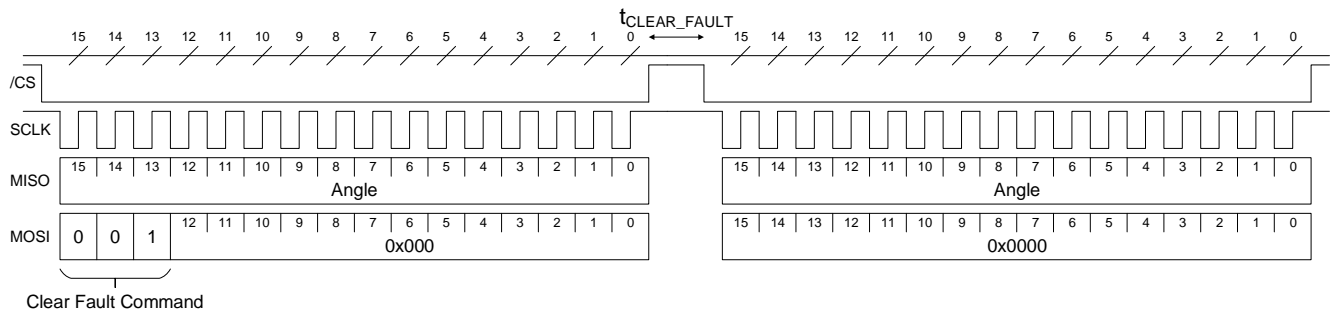 tCLEAR_FAULT
15 14 13 12 11 10 9 8 7 6 5 4 3 2 1 0 15 14 13 12 11 10 9 8 7 6 5 4 3 2 1 0
/CS
SCLK
15 14 13 12 11 10 9 8 7 6 5 4 3 2 1 0 15 14 13 12 11 10 9 8 7 6 5 4 3 2 1 0
MISO Angle Angle
12 11 10 9 8 7 6 5 4 3 2 1 0 15 14 13 12 11 10 9 8 7 6 5 4 3 2 1 0
MOSI 0 0 1 0x000 0x0000
Clear Fault Command